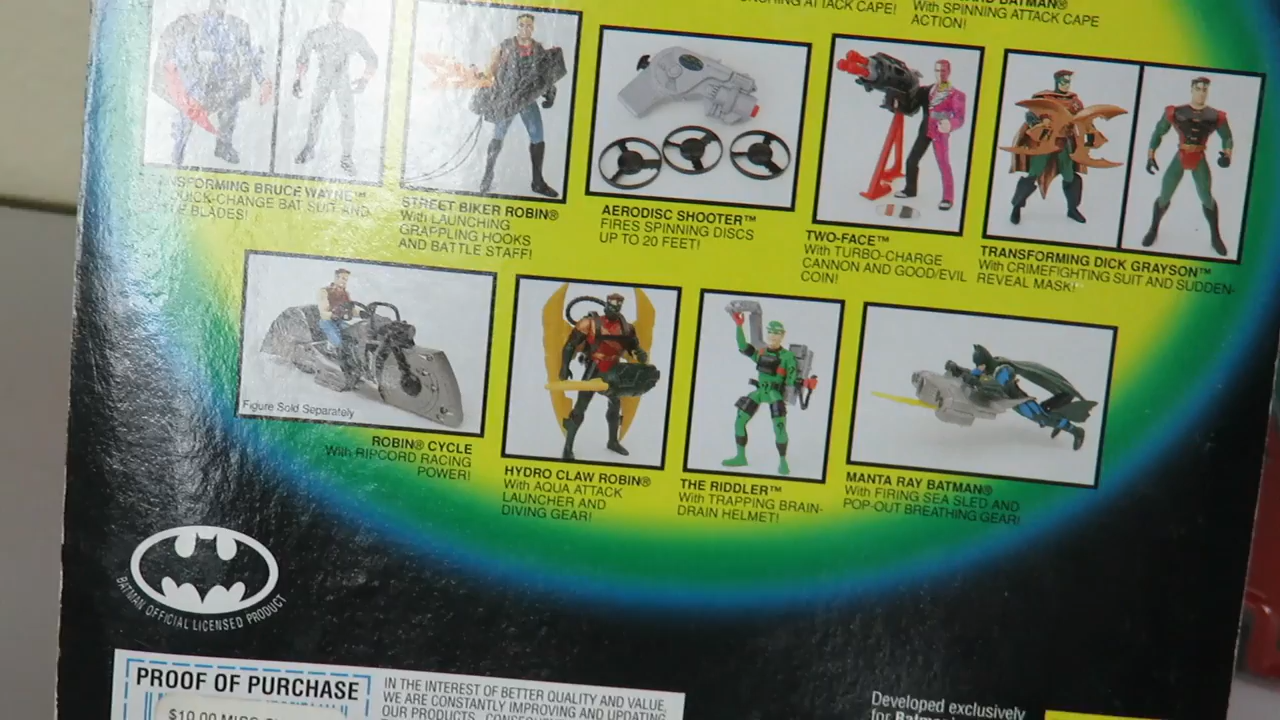 ATTACK CAPE!
BATMAN®
With SPINNING ATTACK CAPE
ACTION!
BRUCE WAYNE™
QUICK-CHANGE BAT SUIT AND
BLADES!
STREET BIKER ROBIN®
With LAUNCHING
GRAPPLING HOOKS
AND BATTLE STAFF!
AERODISC SHOOTER™
FIRES SPINNING DISCS
UP TO 20 FEET!
TWO-FACE™
With TURBO-CHARGE
CANNON AND GOOD/EVIL
COIN!
TRANSFORMING DICK GRAYSON™
With CRIMEFIGHTING SUIT AND SUDDEN-
REVEAL MASK!
Figure Sold Separately
ROBIN® CYCLE
With RIPCORD RACING
POWER!
HYDRO CLAW ROBIN®
With AQUA ATTACK
LAUNCHER AND
DIVING GEAR!
THE RIDDLER™
With TRAPPING BRAIN-
DRAIN HELMET!
MANTA RAY BATMAN®
With FIRING SEA SLED AND
POP-OUT BREATHING GEAR!
BATMAN OFFICIAL LICENSED PRODUCT
PROOF OF PURCHASE
$10.00
IN THE INTEREST OF BETTER QUALITY AND VALUE,
WE ARE CONSTANTLY IMPROVING AND UPDATING
OUR PRODUCTS.
Developed exclusively
for